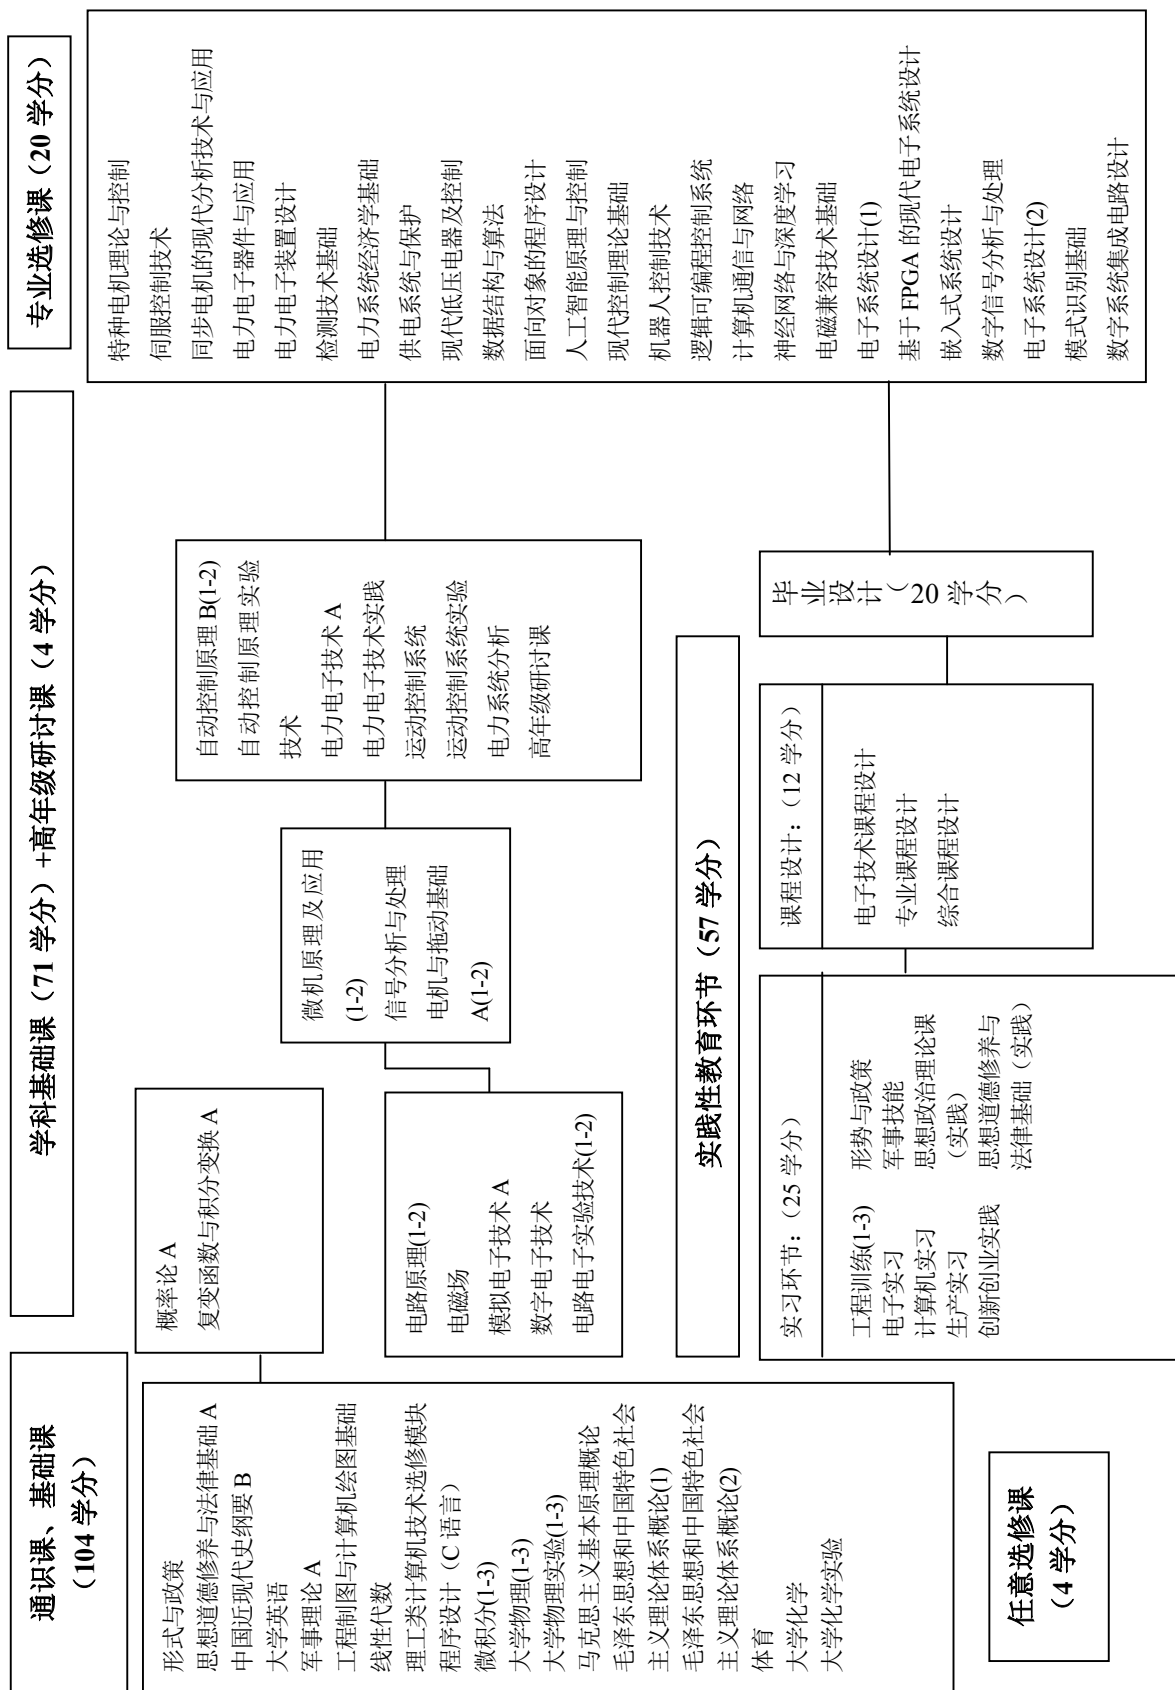 通识课、基础课
（104 学分）
形式与政策
思想道德修养与法律基础 A
中国近现代史纲要 B
大学英语
军事理论 A
工程制图与计算机绘图基础
线性代数
理工类计算机技术选修模块
程序设计（C 语言）
微积分(1-3)
大学物理(1-3)
大学物理实验(1-3)
马克思主义基本原理概论
毛泽东思想和中国特色社会
主义理论体系概论(1)
毛泽东思想和中国特色社会
主义理论体系概论(2)
体育
大学化学
大学化学实验
任意选修课
（4 学分）
学科基础课（71 学分）+高年级研讨课（4 学分）
概率论 A
复变函数与积分变换 A
电路原理(1-2)
电磁场
模拟电子技术 A
数字电子技术
电路电子实验技术(1-2)
微机原理及应用
(1-2)
信号分析与处理
电机与拖动基础
A(1-2)
自动控制原理 B(1-2)
自动控制原理实验
技术
电力电子技术 A
电力电子技术实践
运动控制系统
运动控制系统实验
电力系统分析
高年级研讨课
实践性教育环节（57 学分）
实习环节：（25 学分）
工程训练(1-3)
电子实习
计算机实习
生产实习
创新创业实践
形势与政策
军事技能
思想政治理论课
（实践）
思想道德修养与
法律基础（实践）
课程设计：（12 学分）
电子技术课程设计
专业课程设计
综合课程设计
毕业设计（20 学分）
专业选修课（20 学分）
特种电机理论与控制
伺服控制技术
同步电机的现代分析技术与应用
电力电子器件与应用
电力电子装置设计
检测技术基础
电力系统经济学基础
供电系统与保护
现代低压电器及控制
数据结构与算法
面向对象的程序设计
人工智能原理与控制
现代控制理论基础
机器人控制技术
逻辑可编程控制系统
计算机通信与网络
神经网络与深度学习
电磁兼容技术基础
电子系统设计(1)
基于 FPGA 的现代电子系统设计
嵌入式系统设计
数字信号分析与处理
电子系统设计(2)
模式识别基础
数字系统集成电路设计